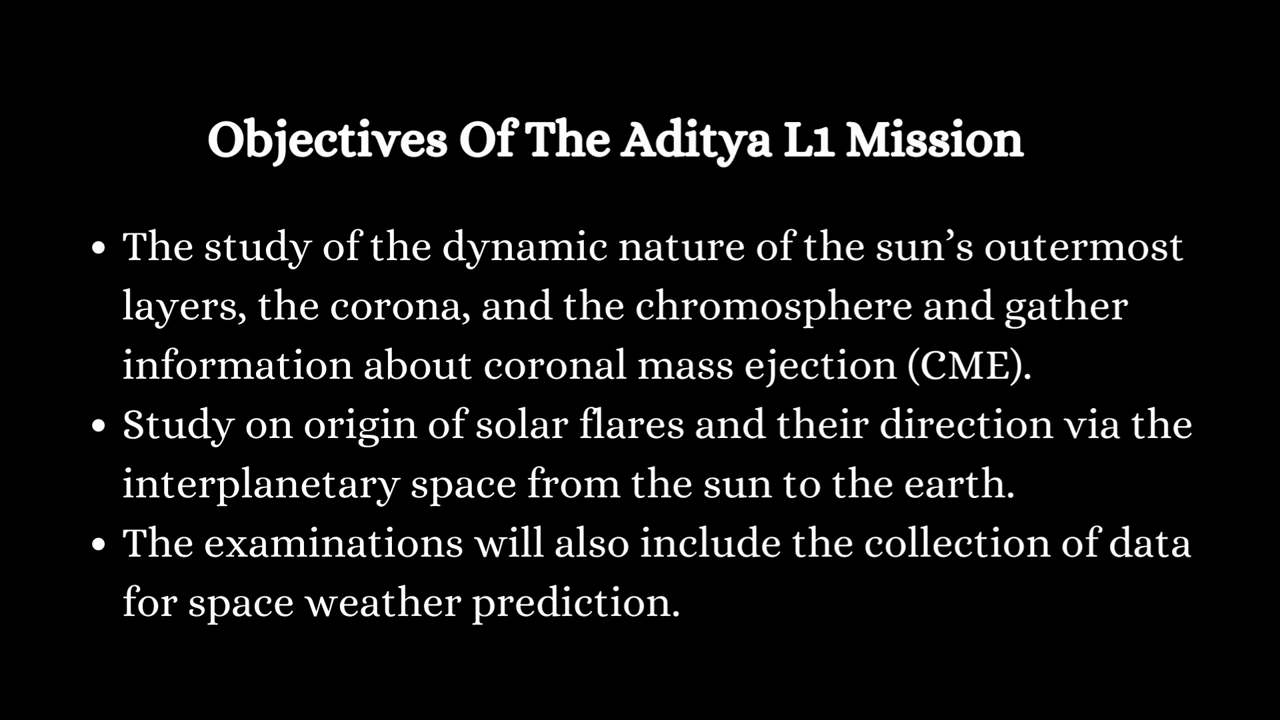 Objectives Of The Aditya L1 Mission
• The study of the dynamic nature of the sun’s outermost
layers, the corona, and the chromosphere and gather
information about coronal mass ejection (CME).
• Study on origin of solar flares and their direction via the
interplanetary space from the sun to the earth.
• The examinations will also include the collection of data
for space weather prediction.